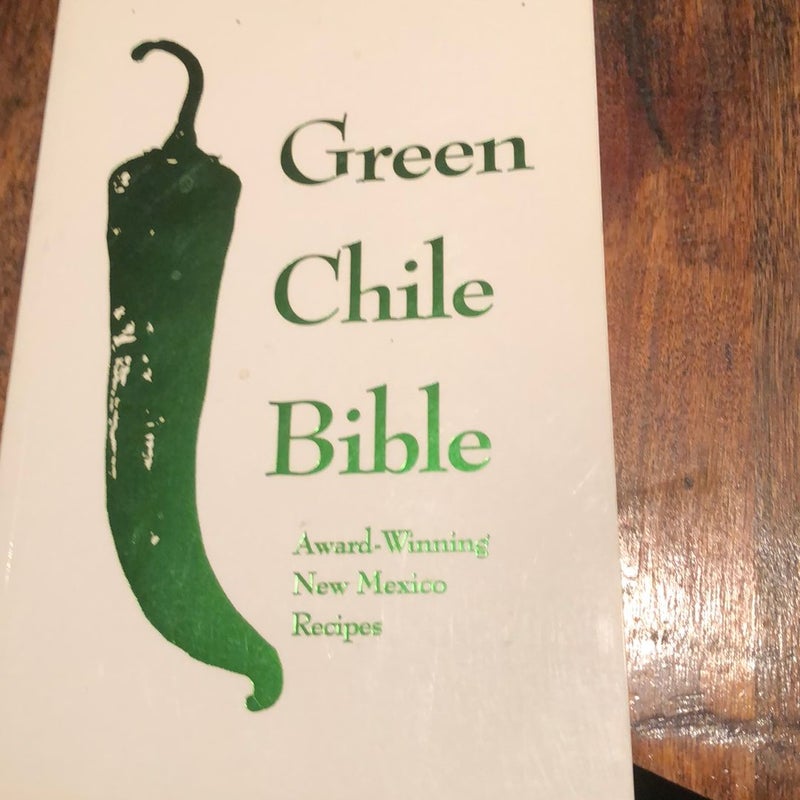 Green
Chile
Bible
Award-Winning
New Mexico
Recipes